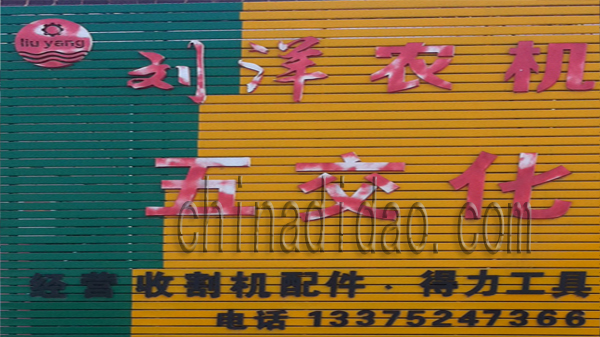 liu yang
刘洋农机
五交化
chinadidao.com
经营收割机配件·得力工具
电话 13375247366